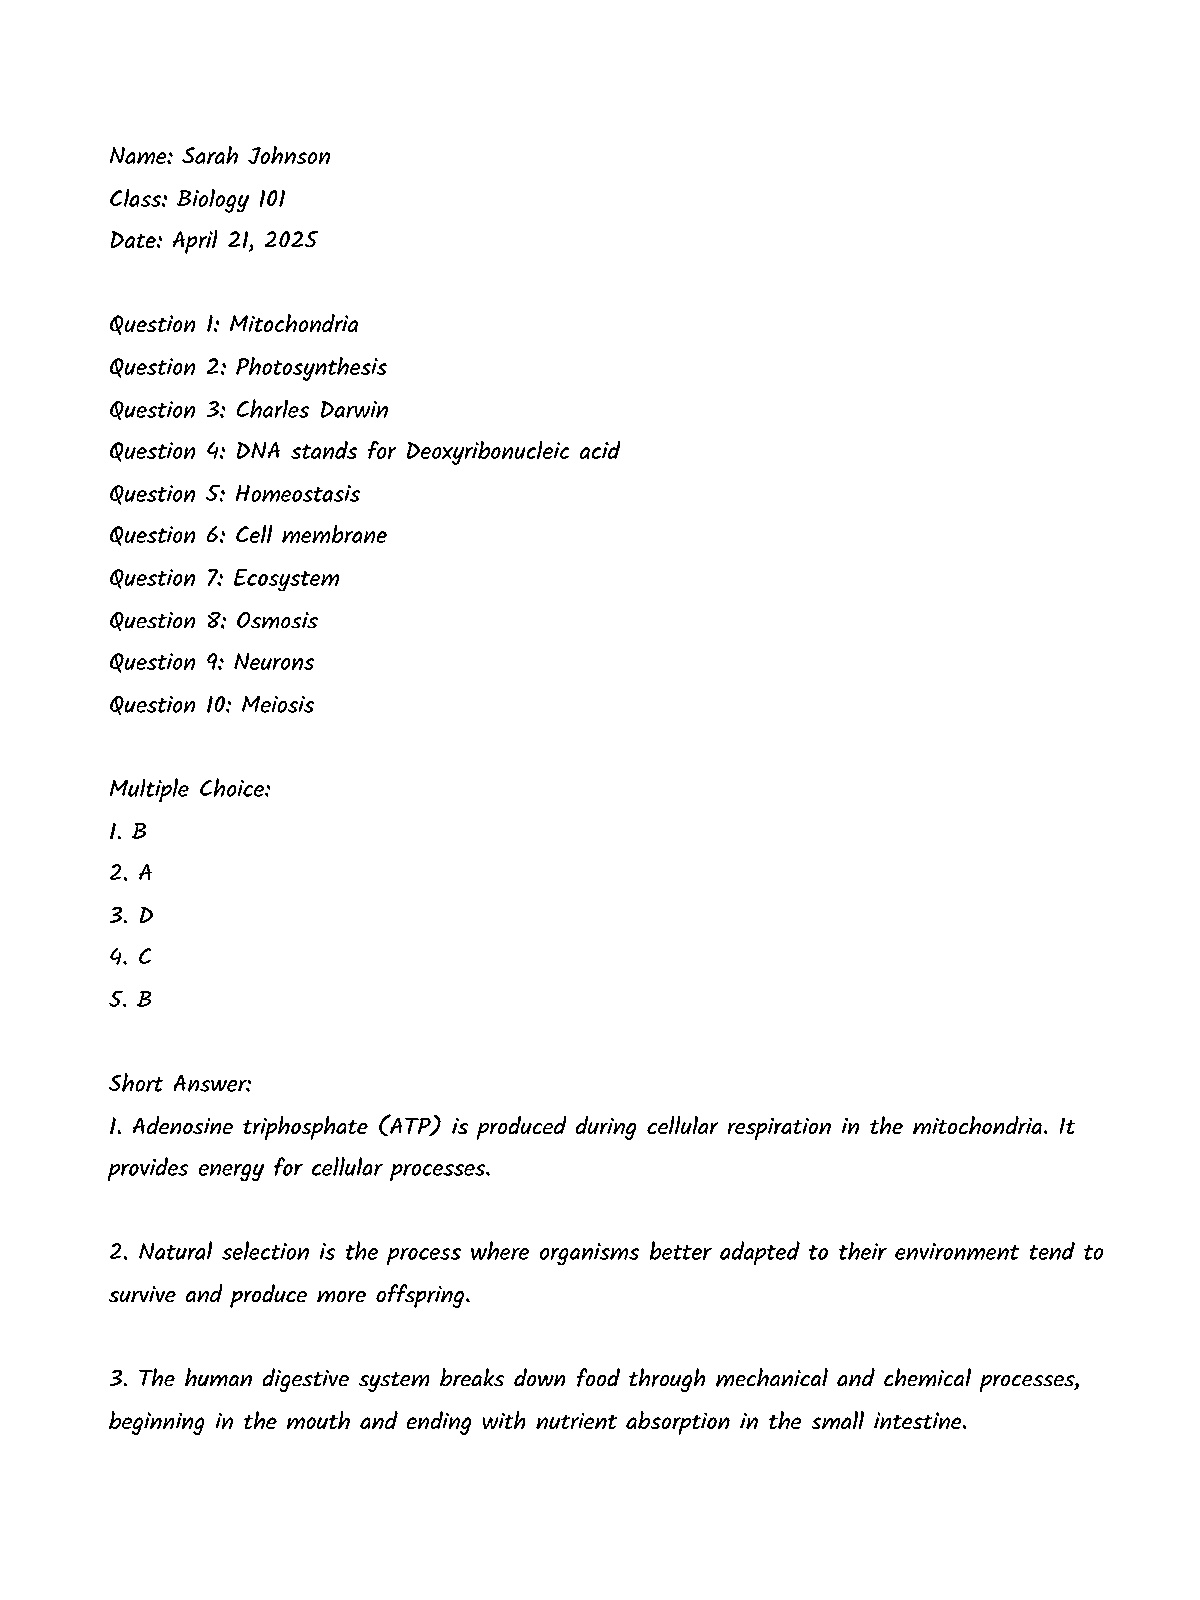 Name: Sarah Johnson
Class: Biology 101
Date: April 21, 2025
Question 1: Mitochondria
Question 2: Photosynthesis
Question 3: Charles Darwin
Question 4: DNA stands for Deoxyribonucleic acid
Question 5: Homeostasis
Question 6: Cell membrane
Question 7: Ecosystem
Question 8: Osmosis
Question 9: Neurons
Question 10: Meiosis
Multiple Choice:
1. B
2. A
3. D
4. C
5. B
Short Answer:
1. Adenosine triphosphate (ATP) is produced during cellular respiration in the mitochondria. It
provides energy for cellular processes.
2. Natural selection is the process where organisms better adapted to their environment tend to
survive and produce more offspring.
3. The human digestive system breaks down food through mechanical and chemical processes,
beginning in the mouth and ending with nutrient absorption in the small intestine.